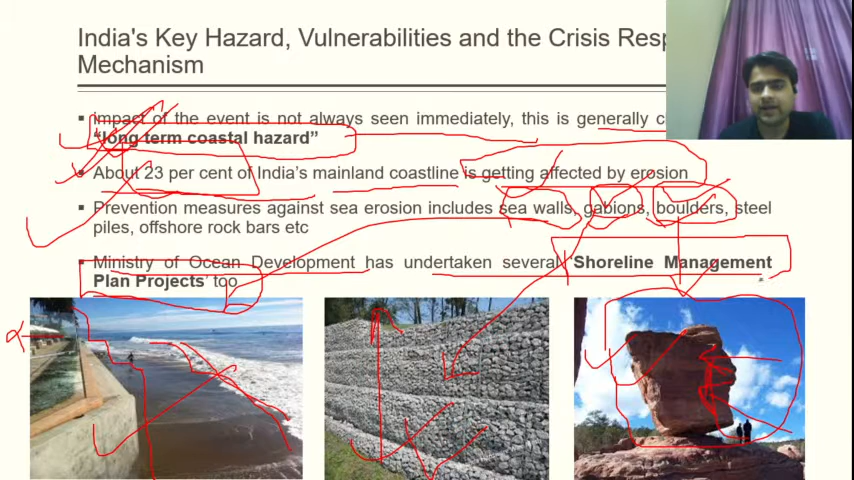 India's Key Hazard, Vulnerabilities and the Crisis Resp
Mechanism
▪ Impact of the event is not always seen immediately, this is generally c
"long term coastal hazard"
▪ About 23 per cent of India's mainland coastline is getting affected by erosion
▪ Prevention measures against sea erosion includes sea walls, gabions, boulders, steel
piles, offshore rock bars etc
▪ Ministry of Ocean Development has undertaken several 'Shoreline Management
Plan Projects' too